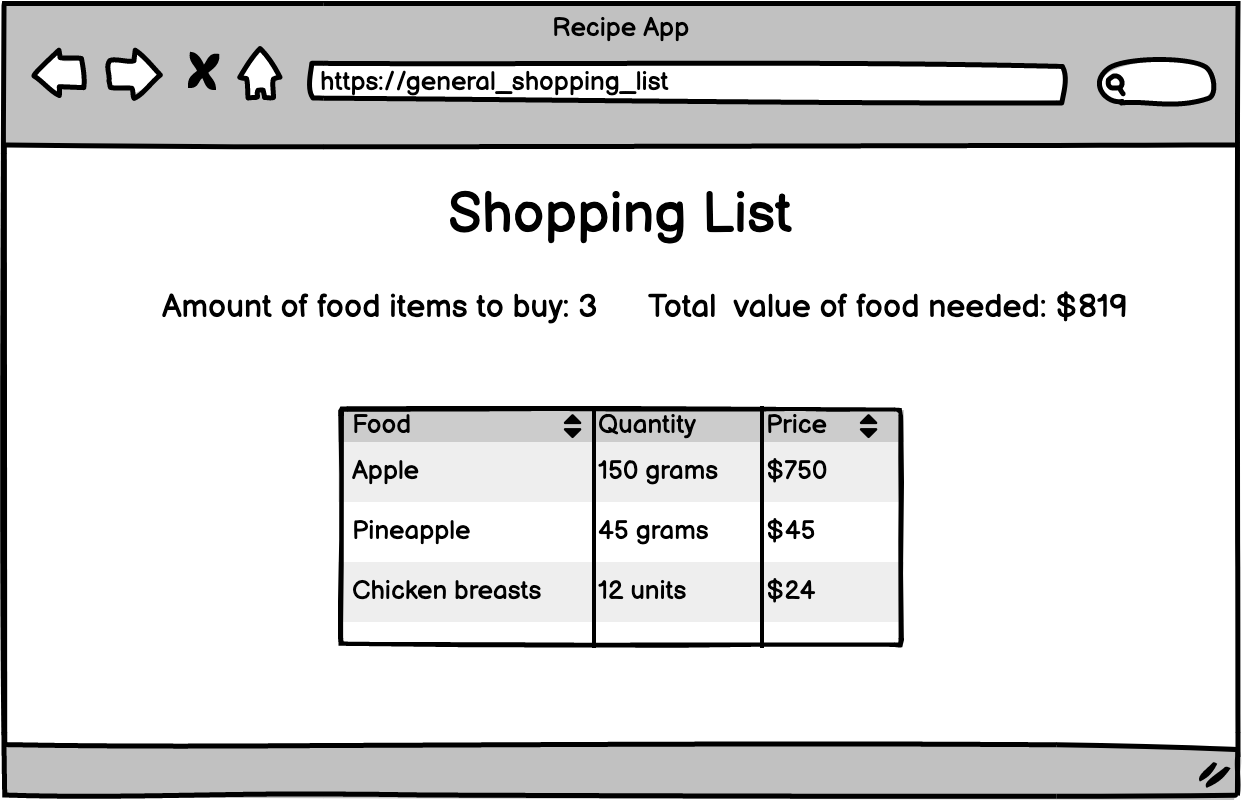 Recipe App
https://general_shopping_list
Shopping List
Amount of food items to buy: 3 Total value of food needed: $819
Food Quantity Price
Apple 150 grams $750
Pineapple 45 grams $45
Chicken breasts 12 units $24